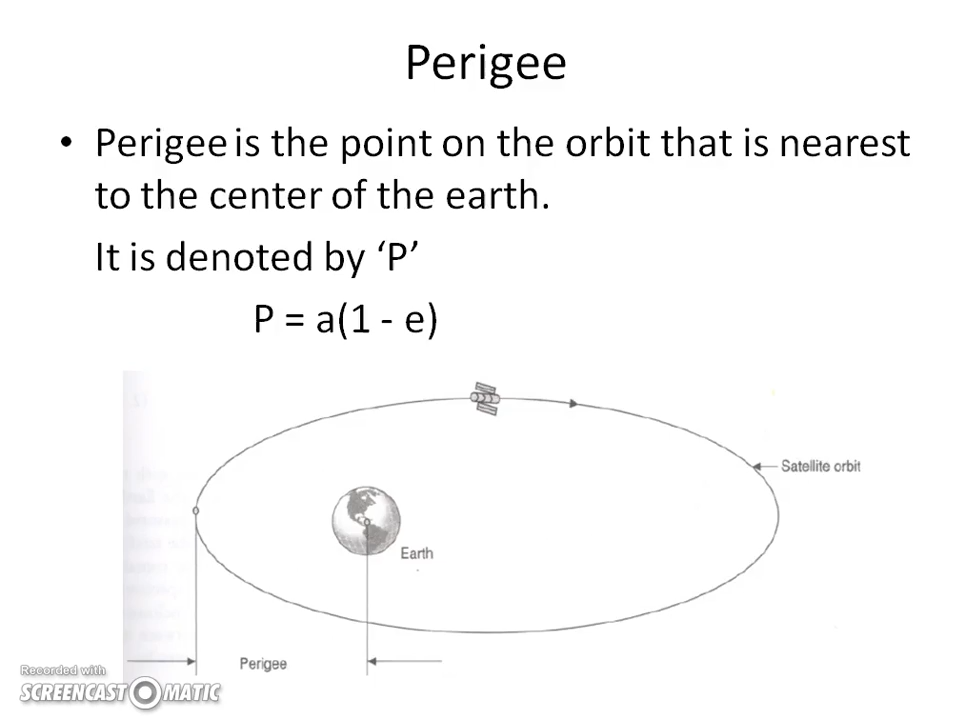 Perigee
• Perigee is the point on the orbit that is nearest
to the center of the earth.
It is denoted by ‘P’
P = a(1 - e)
Satellite orbit
Earth
Perigee
Recorded with
SCREENCAST MATIC